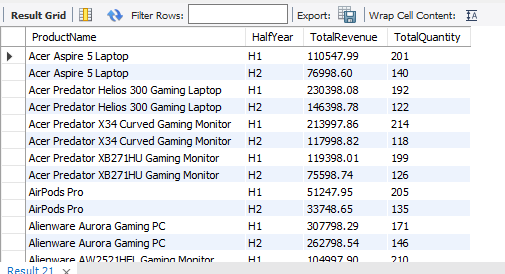 Result Grid Filter Rows: Export: Wrap Cell Content: IA
ProductName HalfYear TotalRevenue TotalQuantity
Acer Aspire 5 Laptop H1 110547.99 201
Acer Aspire 5 Laptop H2 76998.60 140
Acer Predator Helios 300 Gaming Laptop H1 230398.08 192
Acer Predator Helios 300 Gaming Laptop H2 146398.78 122
Acer Predator X34 Curved Gaming Monitor H1 213997.86 214
Acer Predator X34 Curved Gaming Monitor H2 117998.82 118
Acer Predator XB271HU Gaming Monitor H1 119398.01 199
Acer Predator XB271HU Gaming Monitor H2 75598.74 126
AirPods Pro H1 51247.95 205
AirPods Pro H2 33748.65 135
Alienware Aurora Gaming PC H1 307798.29 171
Alienware Aurora Gaming PC H2 262798.54 146
Alienware AW2521HFL Gaming Monitor H1 104997.90 210
Result 21 ×